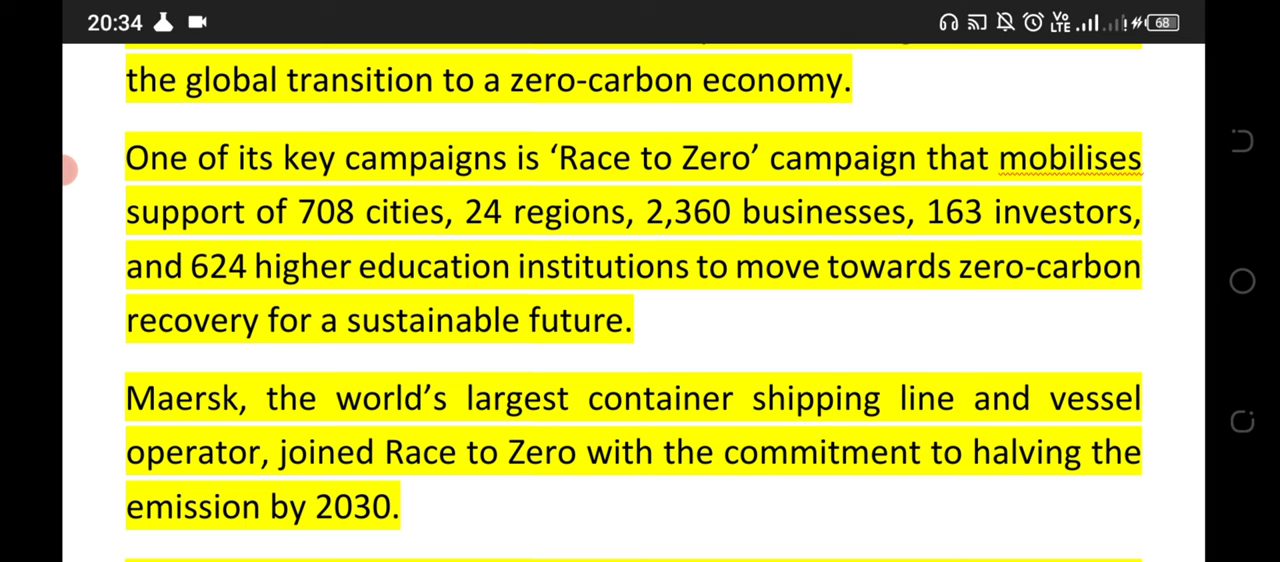 20:34 Vo LTE 68
the global transition to a zero-carbon economy.
One of its key campaigns is ‘Race to Zero’ campaign that mobilises
support of 708 cities, 24 regions, 2,360 businesses, 163 investors,
and 624 higher education institutions to move towards zero-carbon
recovery for a sustainable future.
Maersk, the world’s largest container shipping line and vessel
operator, joined Race to Zero with the commitment to halving the
emission by 2030.